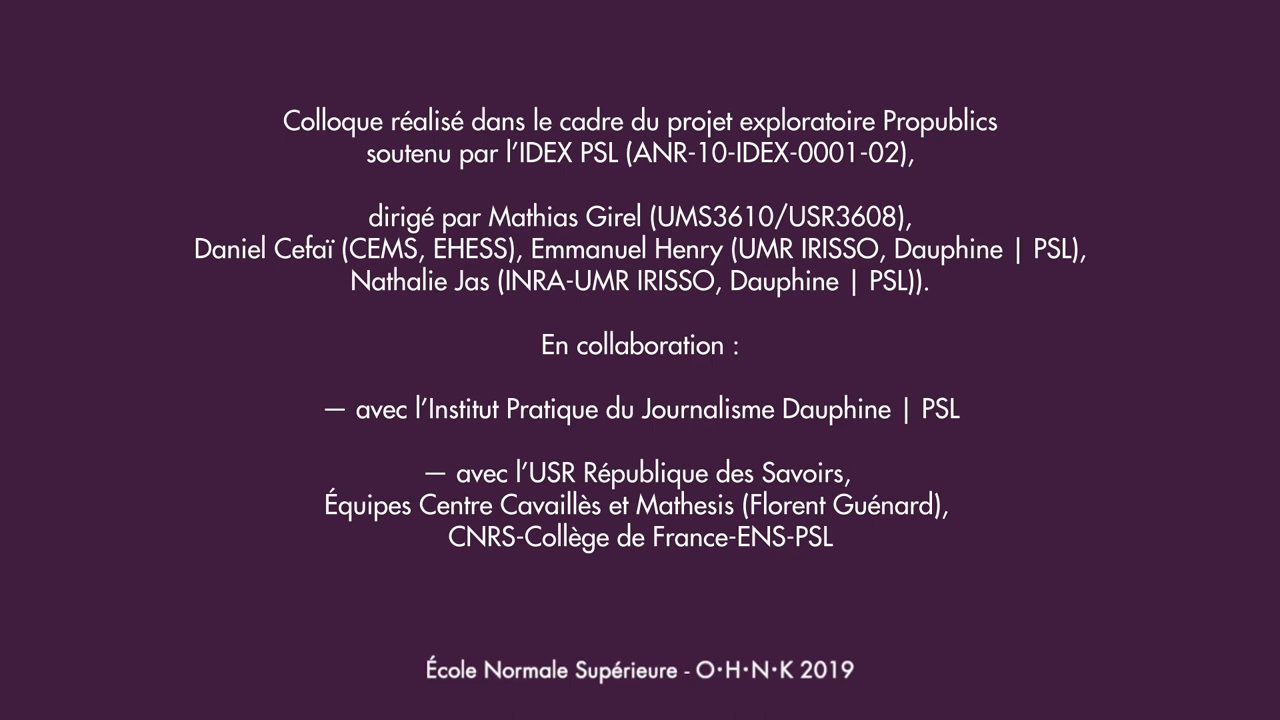 Colloque réalisé dans le cadre du projet exploratoire Propublics
soutenu par l’IDEX PSL (ANR-10-IDEX-0001-02),
dirigé par Mathias Girel (UMS3610/USR3608),
Daniel Cefaï (CEMS, EHESS), Emmanuel Henry (UMR IRISSO, Dauphine | PSL),
Nathalie Jas (INRA-UMR IRISSO, Dauphine | PSL)).
En collaboration :
— avec l’Institut Pratique du Journalisme Dauphine | PSL
— avec l’USR République des Savoirs,
Équipes Centre Cavaillès et Mathesis (Florent Guénard),
CNRS-Collège de France-ENS-PSL
École Normale Supérieure - O·H·N·K 2019